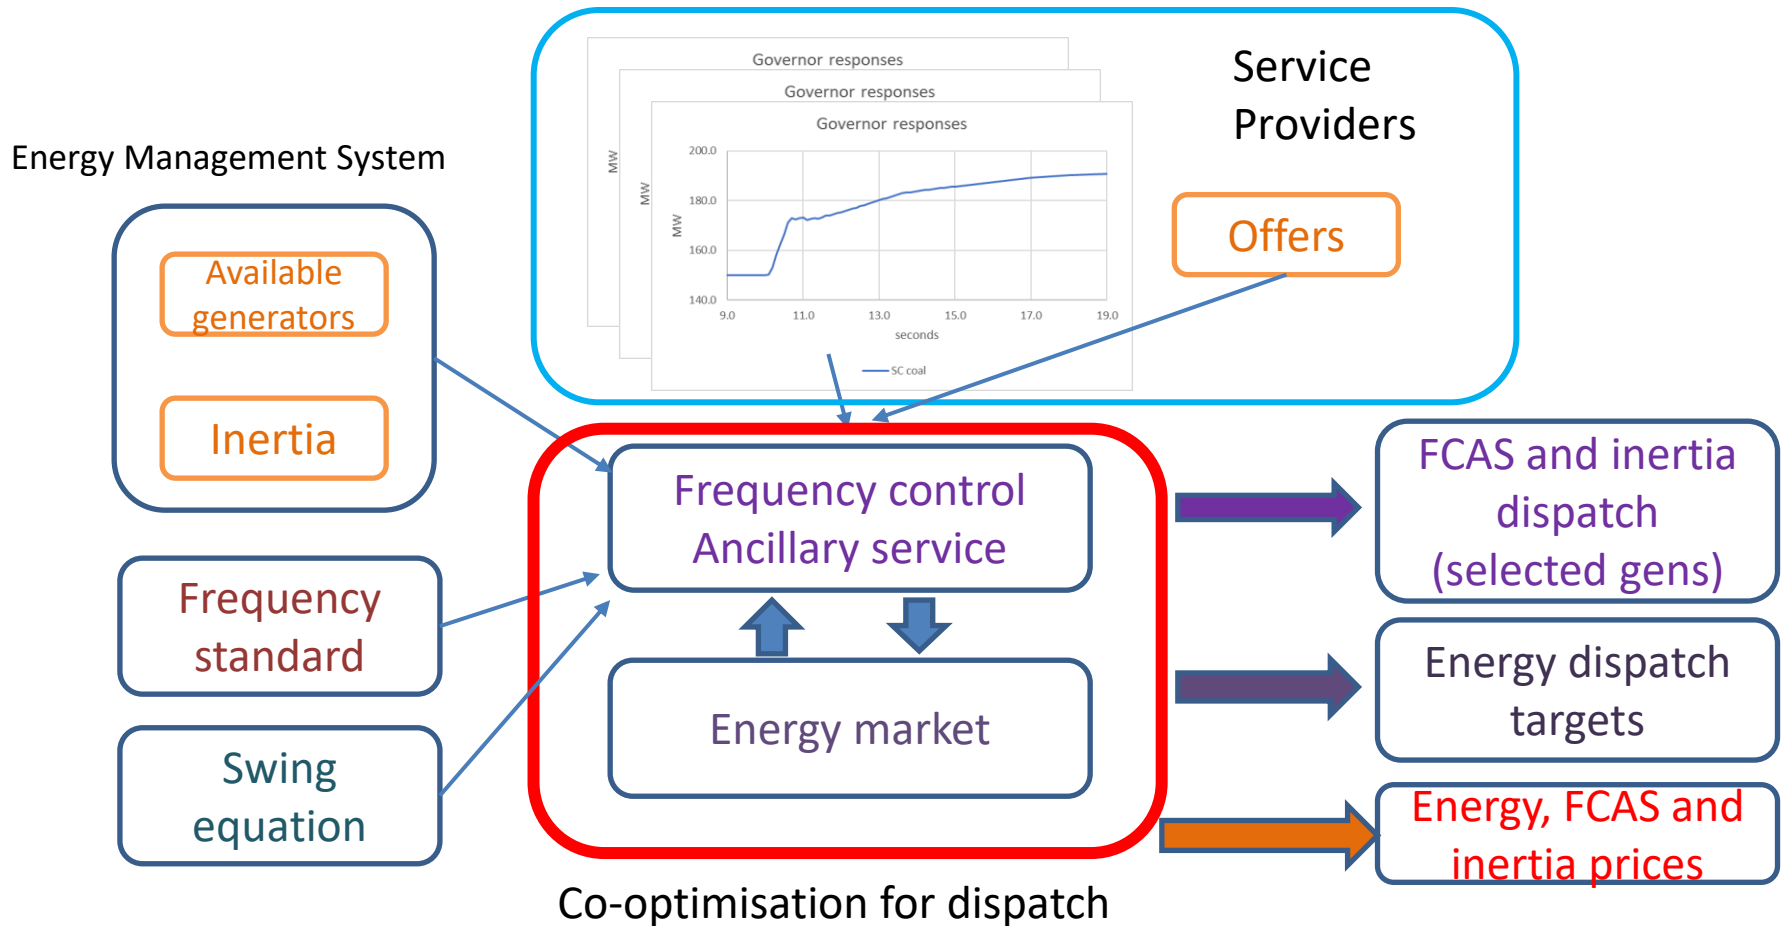 Governor responses
Governor responses
Governor responses
MW
MW
MW
200.0
180.0
160.0
140.0
9.0 11.0 13.0 15.0 17.0 19.0
seconds
SC coal
Service
Providers
Offers
Energy Management System
Available
generators
Inertia
Frequency
standard
Swing
equation
Frequency control
Ancillary service
Energy market
Co-optimisation for dispatch
FCAS and inertia
dispatch
(selected gens)
Energy dispatch
targets
Energy, FCAS and
inertia prices